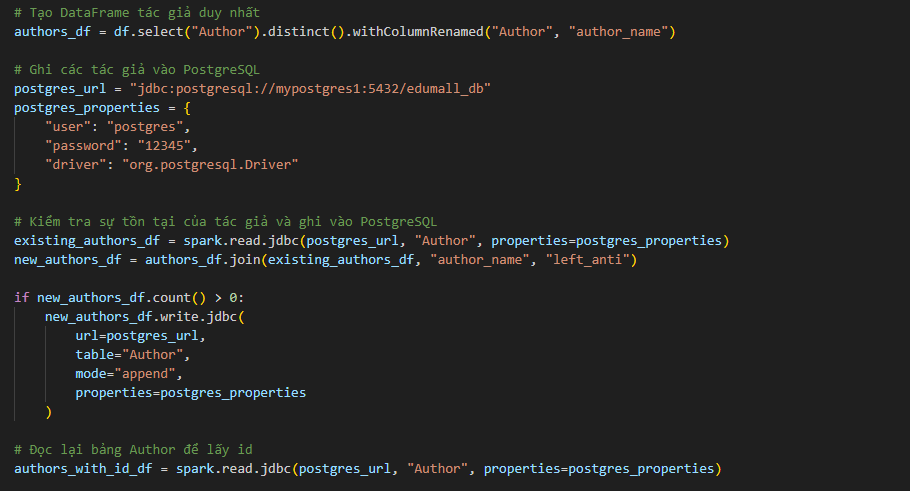 # Tạo DataFrame tác giả duy nhất
authors_df = df.select("Author").distinct().withColumnRenamed("Author", "author_name")

# Ghi các tác giả vào PostgreSQL
postgres_url = "jdbc:postgresql://mypostgres1:5432/edumall_db"
postgres_properties = {
    "user": "postgres",
    "password": "12345",
    "driver": "org.postgresql.Driver"
}

# Kiểm tra sự tồn tại của tác giả và ghi vào PostgreSQL
existing_authors_df = spark.read.jdbc(postgres_url, "Author", properties=postgres_properties)
new_authors_df = authors_df.join(existing_authors_df, "author_name", "left_anti")

if new_authors_df.count() > 0:
    new_authors_df.write.jdbc(
        url=postgres_url,
        table="Author",
        mode="append",
        properties=postgres_properties
    )

# Đọc lại bảng Author để lấy id
authors_with_id_df = spark.read.jdbc(postgres_url, "Author", properties=postgres_properties)